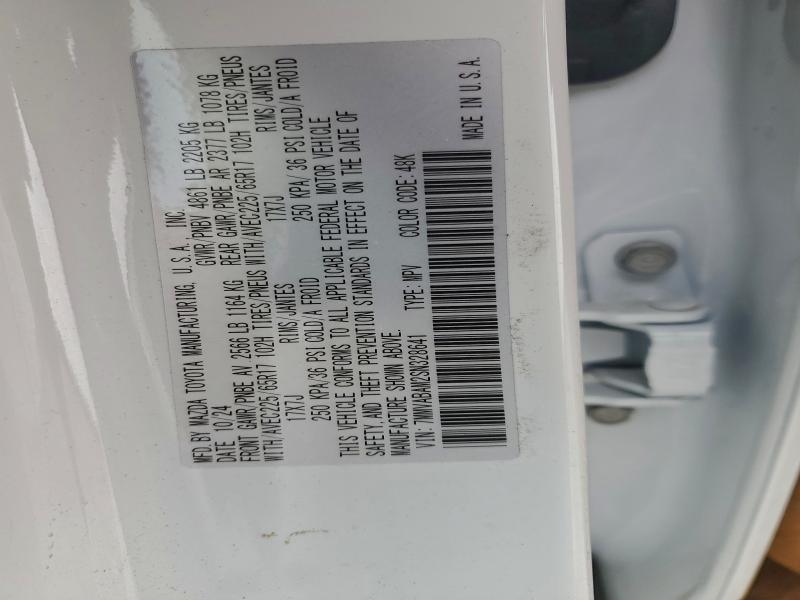 MFD.BY MAZDA TOYOTA MANUFACTURING, U.S.A., INC.
DATE 10/24 GVWR/PNBV 4861 LB 2205 KG
FRONT GAWR/PNBE AV 2566 LB 1164 KG REAR GAWR/PNBE AR 2377 LB 1078 KG
WITH/AVEC225/65R17 102H TIRES/PNEUS WITH/AVEC225/65R17 102H TIRES/PNEUS
17X7J RIMS/JANTES 17X7J RIMS/JANTES
250 KPA/36 PSI COLD/A FROID 250 KPA/36 PSI COLD/A FROID
THIS VEHICLE CONFORMS TO ALL APPLICABLE FEDERAL MOTOR VEHICLE
SAFETY, AND THEFT PREVENTION STANDARDS IN EFFECT ON THE DATE OF
MANUFACTURE SHOWN ABOVE.
VIN: 7MMVABAM2SN328641 TYPE: MPV COLOR CODE: 48K
MADE IN U.S.A.